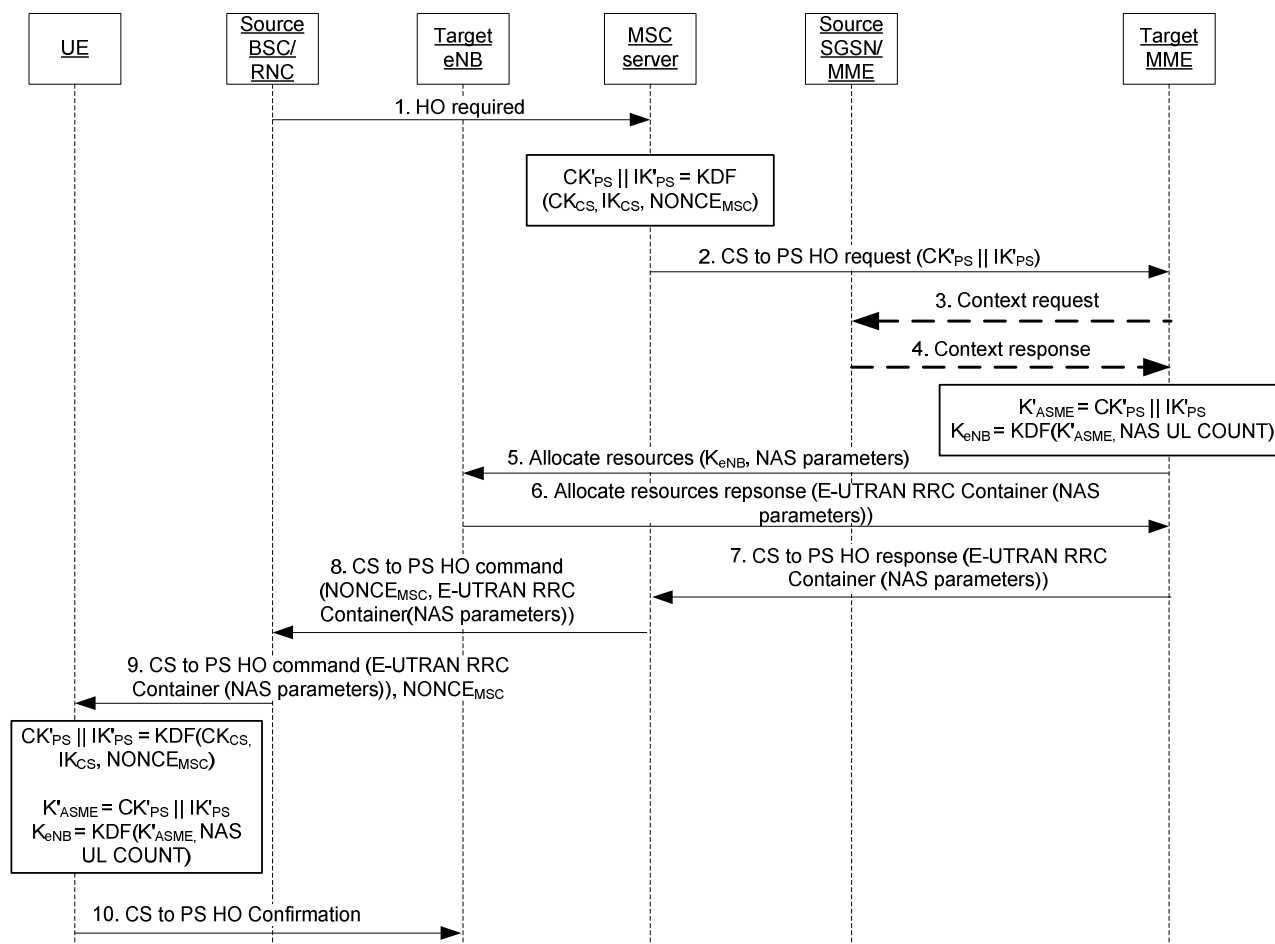 UE
Source
BSC/
RNC
Target
eNB
MSC
server
Source
SGSN/
MME
Target
MME
1. HO required
CK'PS || IK'PS = KDF
(CKCS, IKCS, NONCEMSC)
2. CS to PS HO request (CK'PS || IK'PS)
3. Context request
4. Context response
K'ASME = CK'PS || IK'PS
KeNB = KDF(K'ASME, NAS UL COUNT)
5. Allocate resources (KeNB, NAS parameters)
6. Allocate resources repsonse (E-UTRAN RRC Container (NAS
parameters))
7. CS to PS HO response (E-UTRAN RRC
Container (NAS parameters))
8. CS to PS HO command
(NONCEMSC, E-UTRAN RRC
Container(NAS parameters))
9. CS to PS HO command (E-UTRAN RRC
Container (NAS parameters)), NONCEMSC
CK'PS || IK'PS = KDF(CKCS,
IKCS, NONCEMSC)
K'ASME = CK'PS || IK'PS
KeNB = KDF(K'ASME, NAS
UL COUNT)
10. CS to PS HO Confirmation